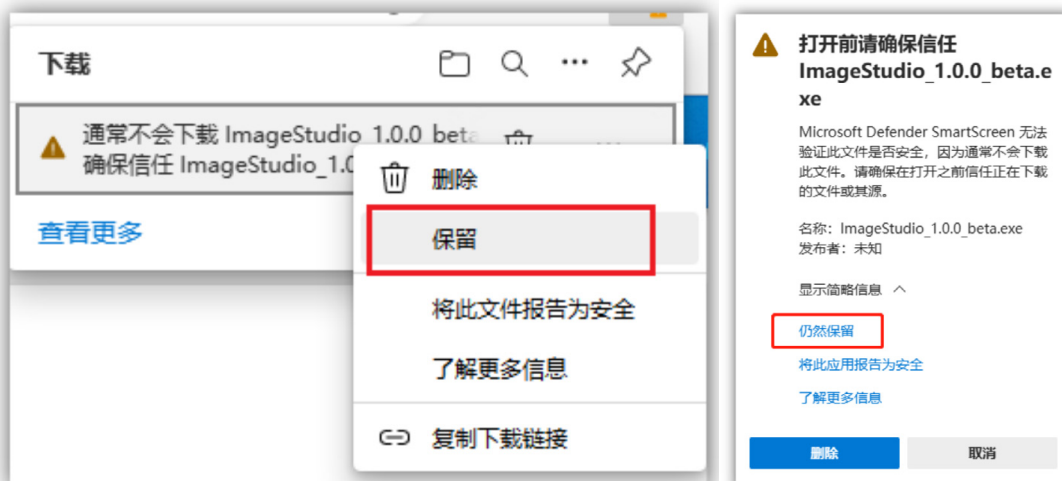 下载
通常不会下载 ImageStudio_1.0.0_beta
确保信任 ImageStudio_1.0
查看更多
删除
保留
将此文件报告为安全
了解更多信息
复制下载链接
打开前请确保信任
ImageStudio_1.0.0_beta.e
xe
Microsoft Defender SmartScreen 无法
验证此文件是否安全，因为通常不会下载
此文件。请确保在打开之前信任正在下载
的文件或其源。
名称：ImageStudio_1.0.0_beta.exe
发布者：未知
显示简略信息
仍然保留
将此应用报告为安全
了解更多信息
删除
取消